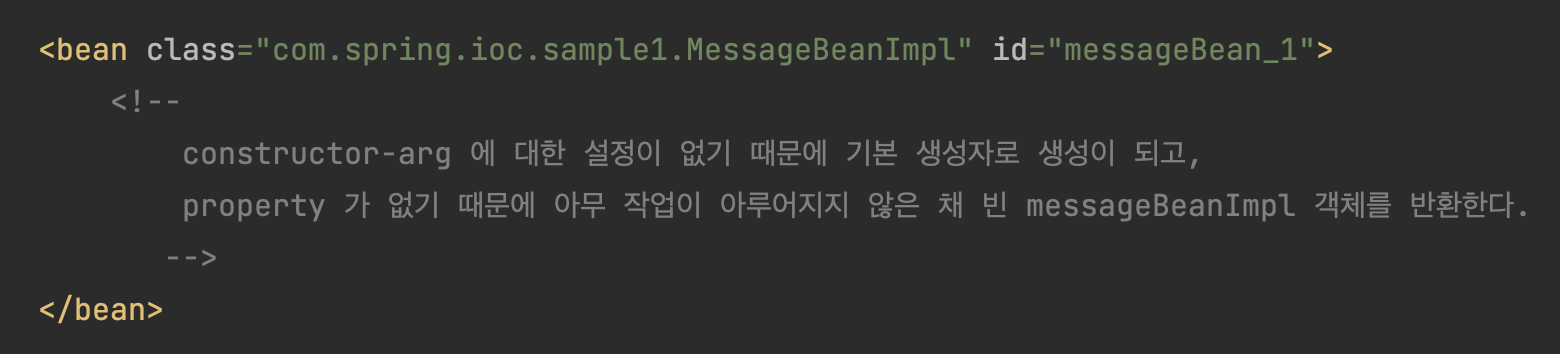 <bean class="com.spring.ioc.sample1.MessageBeanImpl" id="messageBean_1">
<!--
constructor-arg 에 대한 설정이 없기 때문에 기본 생성자로 생성이 되고,
property 가 없기 때문에 아무 작업이 아루어지지 않은 채 빈 messageBeanImpl 객체를 반환한다.
-->
</bean>